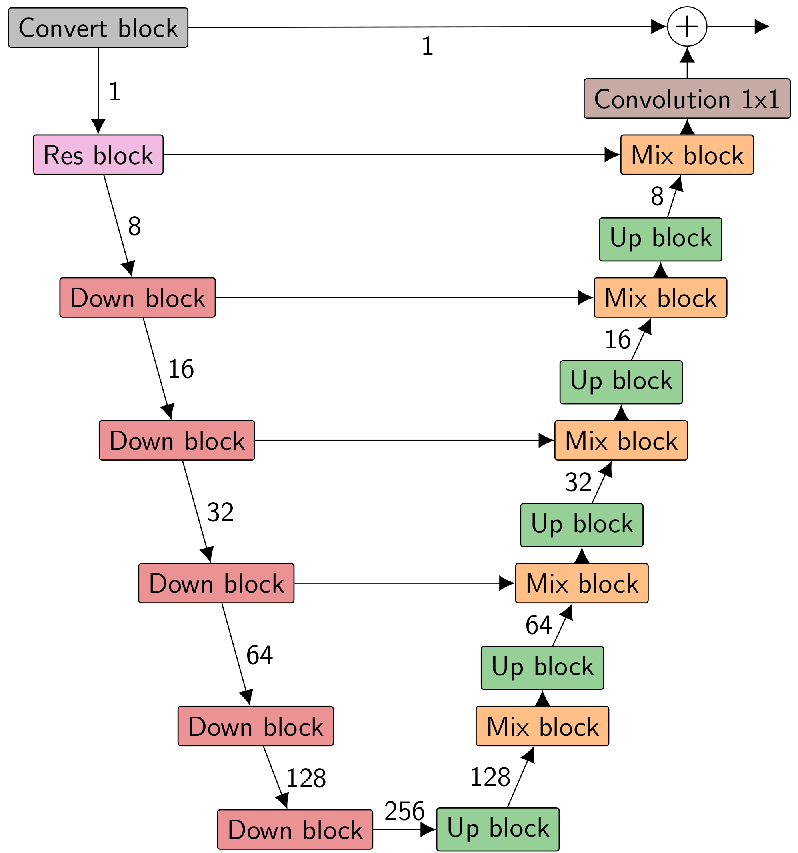 Convert block
1
1
Convolution 1x1
Res block
Mix block
8
8
Up block
Down block
Mix block
16
16
Up block
Down block
Mix block
32
32
Up block
Down block
Mix block
64
64
Up block
Down block
Mix block
128
128
256
Down block
Up block